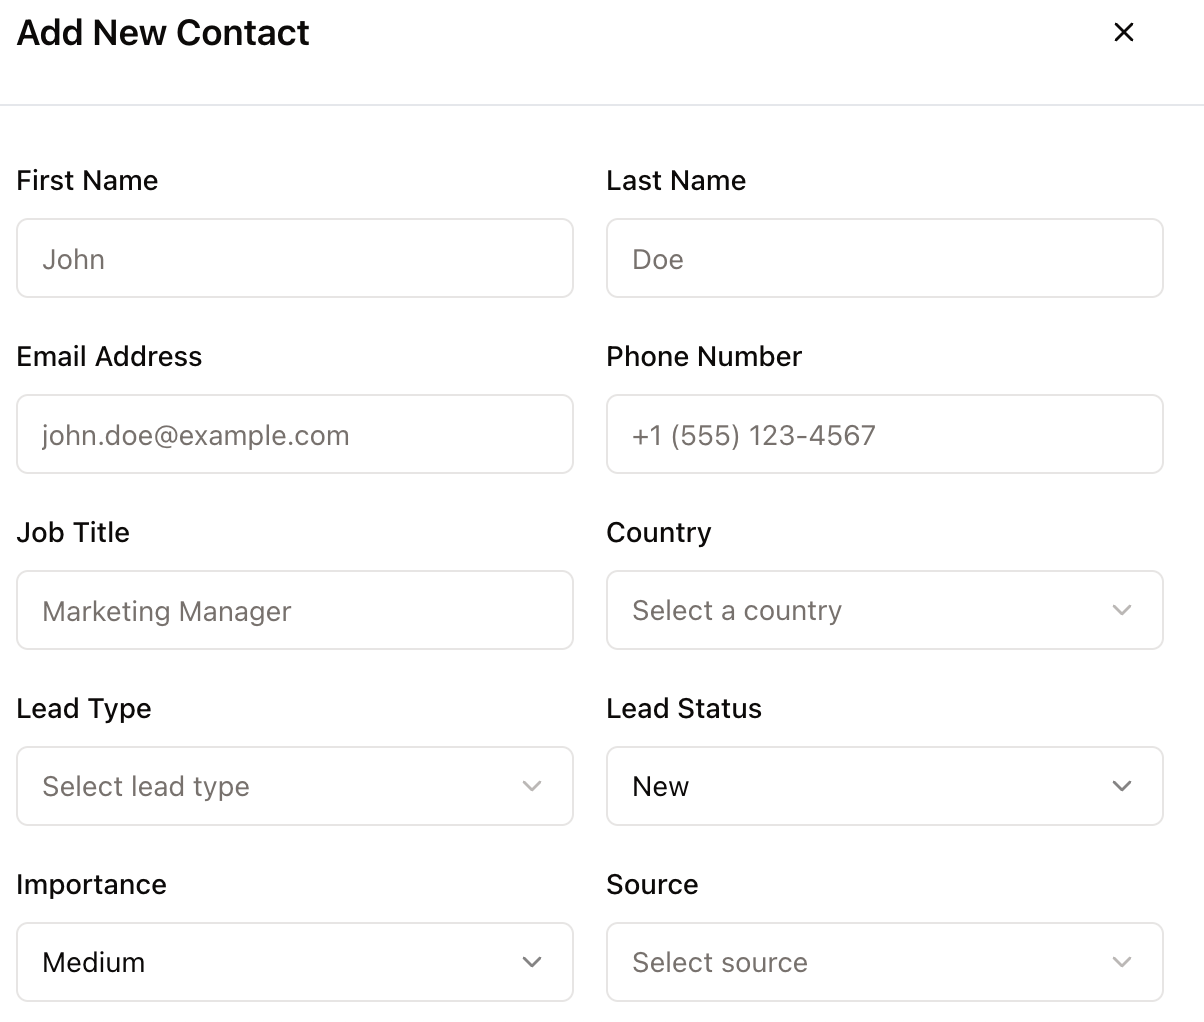 Add New Contact
First Name
Last Name
John
Doe
Email Address
Phone Number
john.doe@example.com
+1 (555) 123-4567
Job Title
Country
Marketing Manager
Select a country
Lead Type
Lead Status
Select lead type
New
Importance
Source
Medium
Select source